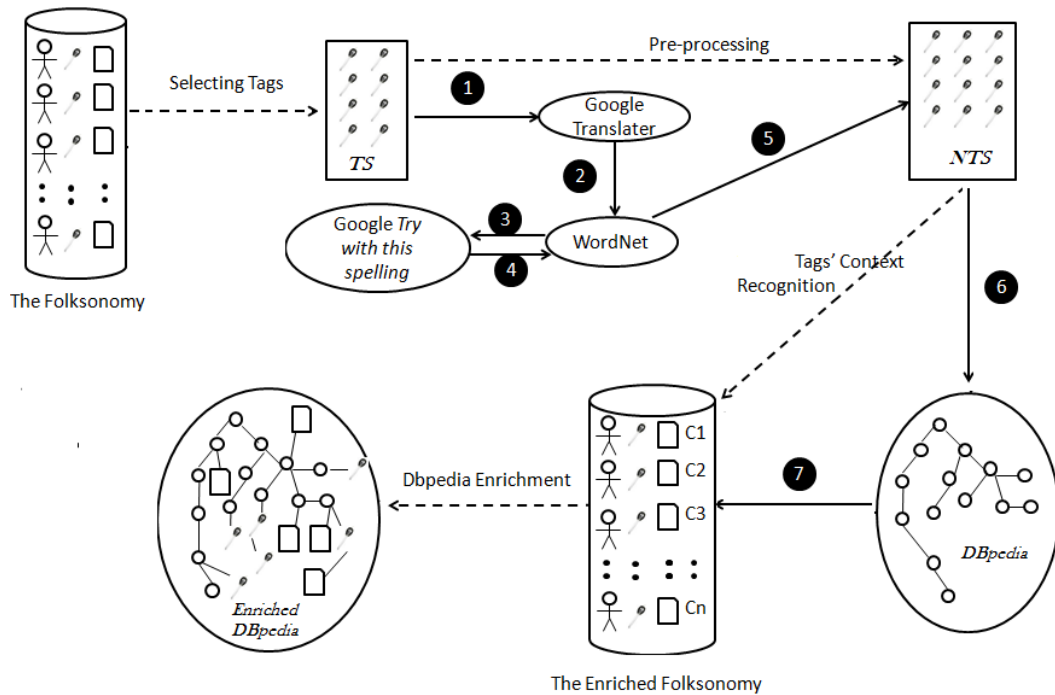 Pre-processing
Selecting Tags
1
Google
Translater
TS
5
NTS
2
3
Google Try
with this
spelling
WordNet
4
The Folksonomy
Tags' Context
Recognition
6
C1
C2
Dbpedia Enrichment
7
C3
DBpedia
Cn
Enriched
DBpedia
The Enriched Folksonomy